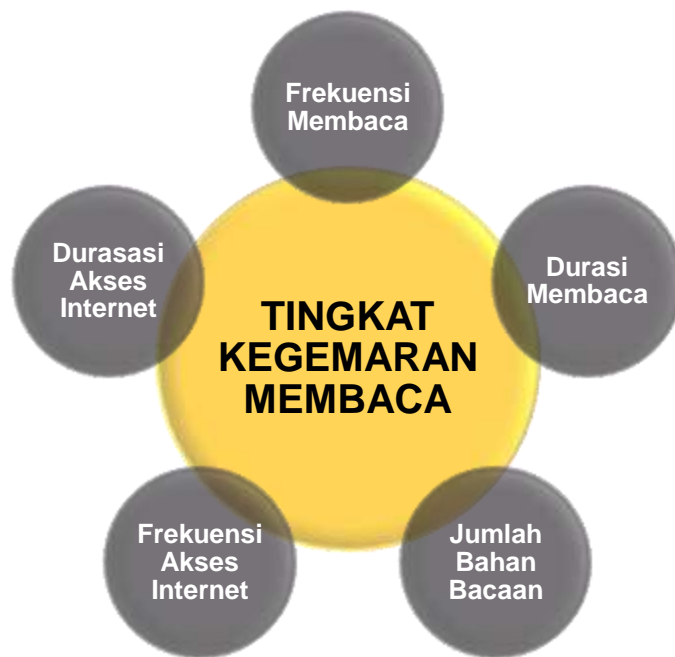 Frekuensi
Membaca
Durasi
Membaca
Jumlah
Bahan
Bacaan
Frekuensi
Akses
Internet
Durasasi
Akses
Internet
TINGKAT
KEGEMARAN
MEMBACA